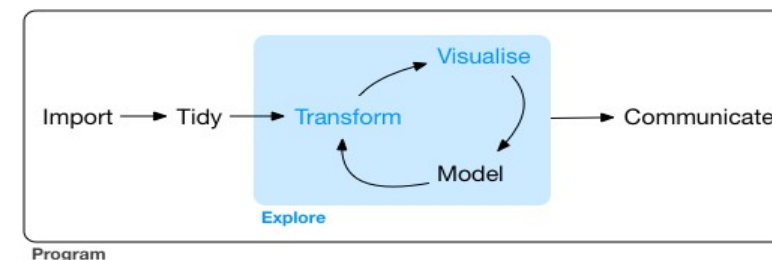 Import
Tidy
Transform
Visualise
Model
Communicate
Explore
Program